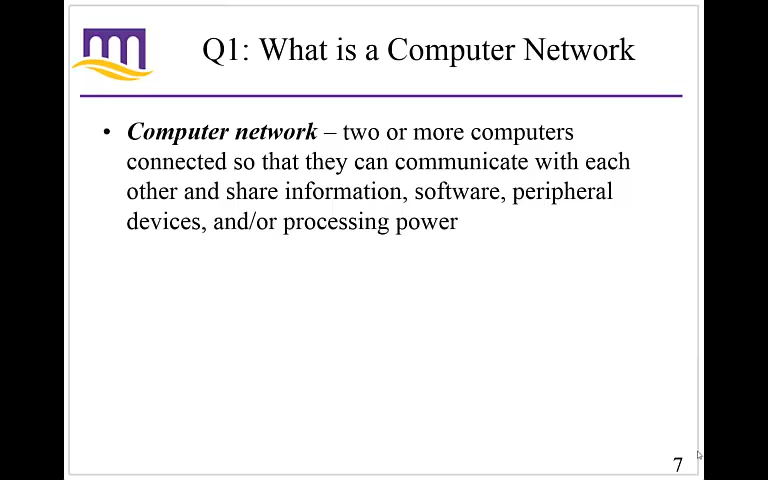 Q1: What is a Computer Network
• Computer network – two or more computers
connected so that they can communicate with each
other and share information, software, peripheral
devices, and/or processing power
7